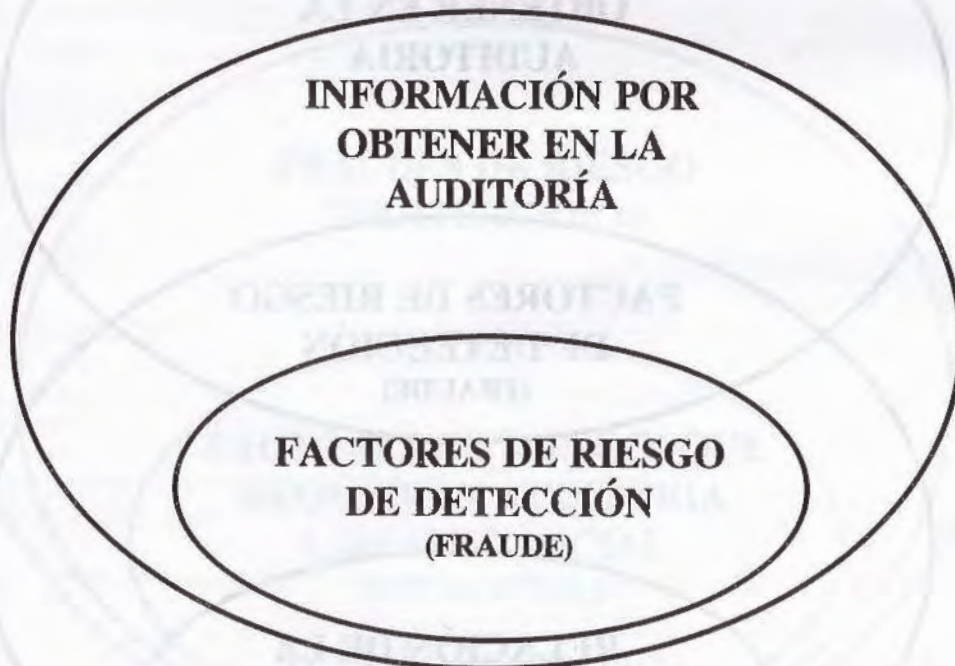 INFORMACIÓN POR
OBTENER EN LA
AUDITORÍA
FACTORES DE RIESGO
DE DETECCIÓN
(FRAUDE)